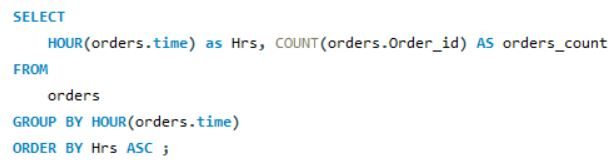 SELECT
HOUR(orders.time) as Hrs, COUNT(orders.Order_id) AS orders_count
FROM
orders
GROUP BY HOUR(orders.time)
ORDER BY Hrs ASC ;